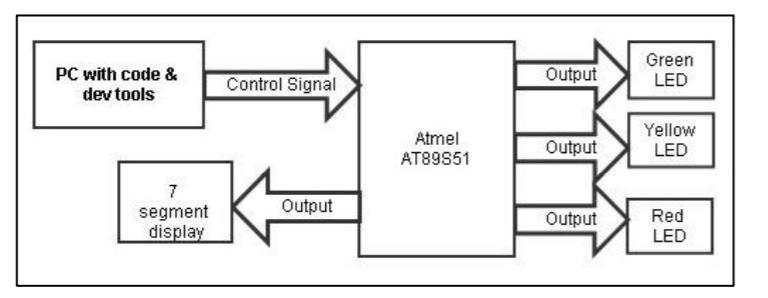 PC with code &
dev tools
Control Signal
Atmel
AT89S51
Output
Green
LED
Output
Yellow
LED
Output
Red
LED
Output
7
segment
display